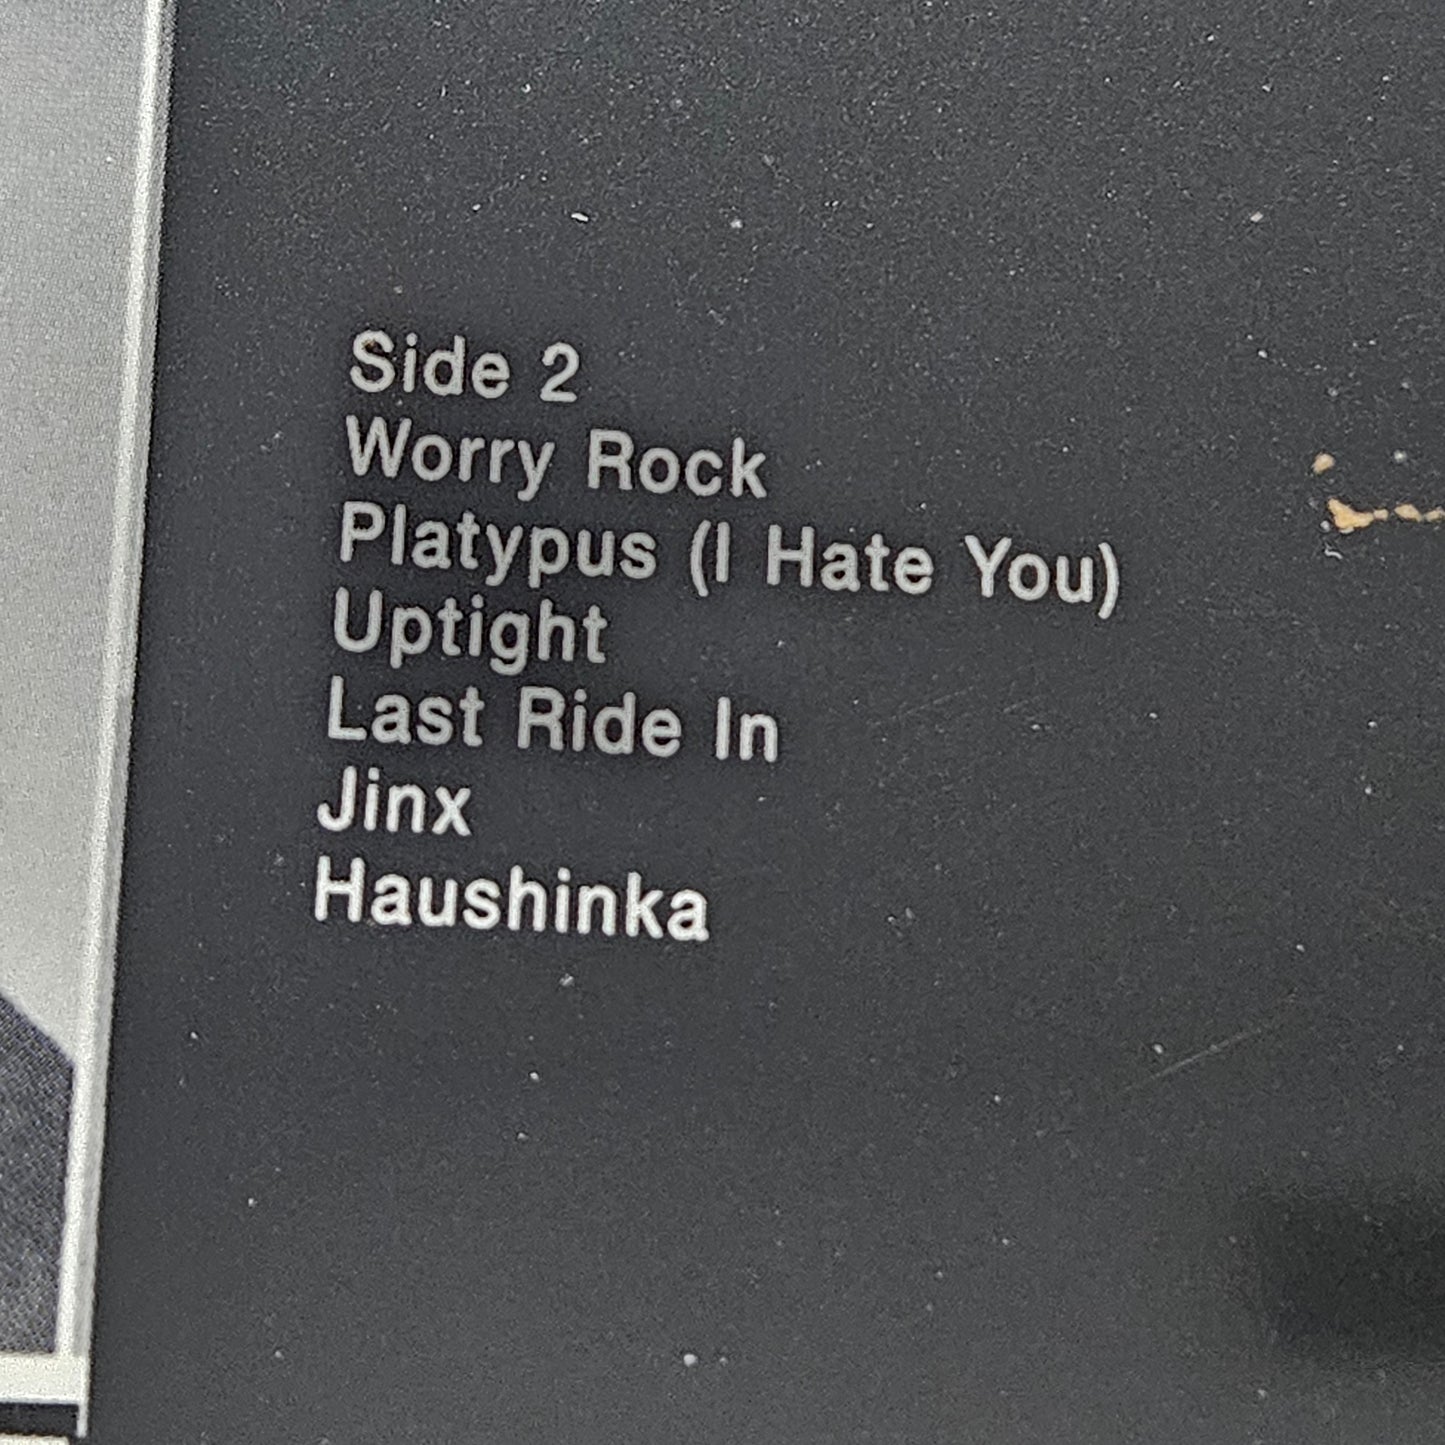 Side 2
Worry Rock
Platypus (I Hate You)
Uptight
Last Ride In
Jinx
Haushinka